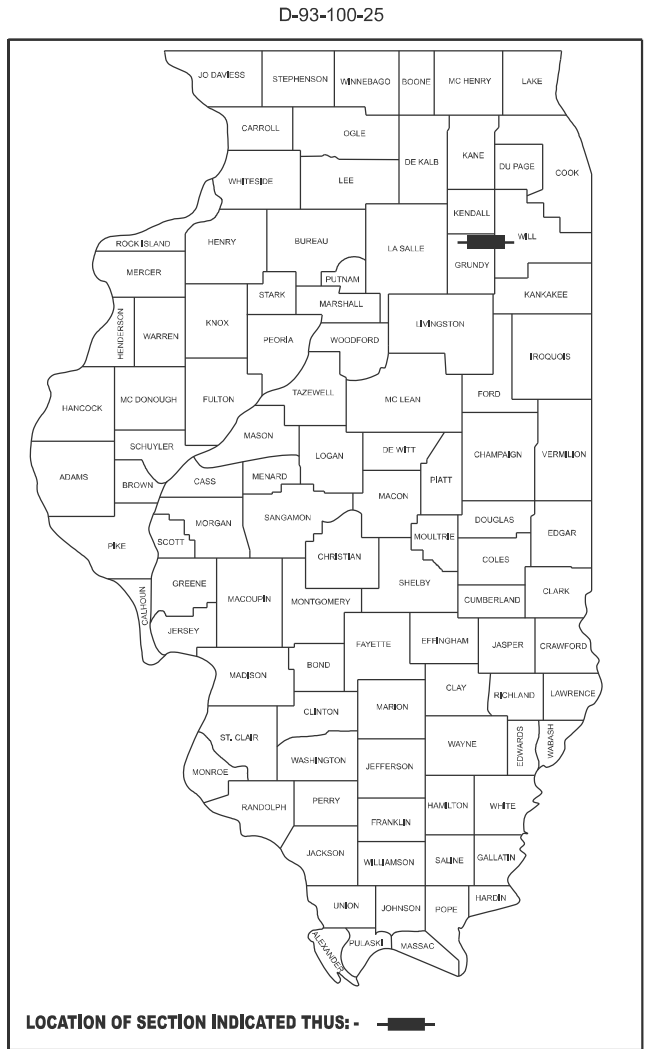 D-93-100-25
JO DAVIESS
STEPHENSON
WINNEBAGO
BOONE
MC HENRY
LAKE
CARROLL
OGLE
DE KALB
KANE
DU PAGE
COOK
WHITESIDE
LEE
KENDALL
ROCK ISLAND
HENRY
BUREAU
LA SALLE
WILL
GRUNDY
MERCER
PUTNAM
STARK
MARSHALL
KANKAKEE
HENDERSON
WARREN
KNOX
PEORIA
WOODFORD
LIVINGSTON
IROQUOIS
HANCOCK
MC DONOUGH
FULTON
TAZEWELL
MC LEAN
FORD
SCHUYLER
MASON
LOGAN
DE WITT
CHAMPAIGN
VERMILION
ADAMS
BROWN
CASS
MENARD
PIATT
MACON
PIKE
SCOTT
MORGAN
SANGAMON
CHRISTIAN
MOULTRIE
DOUGLAS
EDGAR
COLES
SHELBY
CALHOUN
GREENE
MACOUPIN
MONTGOMERY
CUMBERLAND
CLARK
JERSEY
FAYETTE
EFFINGHAM
JASPER
CRAWFORD
MADISON
BOND
CLAY
RICHLAND
LAWRENCE
CLINTON
MARION
ST. CLAIR
WASHINGTON
WAYNE
EDWARDS
WABASH
MONROE
JEFFERSON
RANDOLPH
PERRY
HAMILTON
WHITE
FRANKLIN
JACKSON
WILLIAMSON
SALINE
GALLATIN
UNION
JOHNSON
POPE
HARDIN
ALEXANDER
PULASKI
MASSAC
LOCATION OF SECTION INDICATED THUS: -